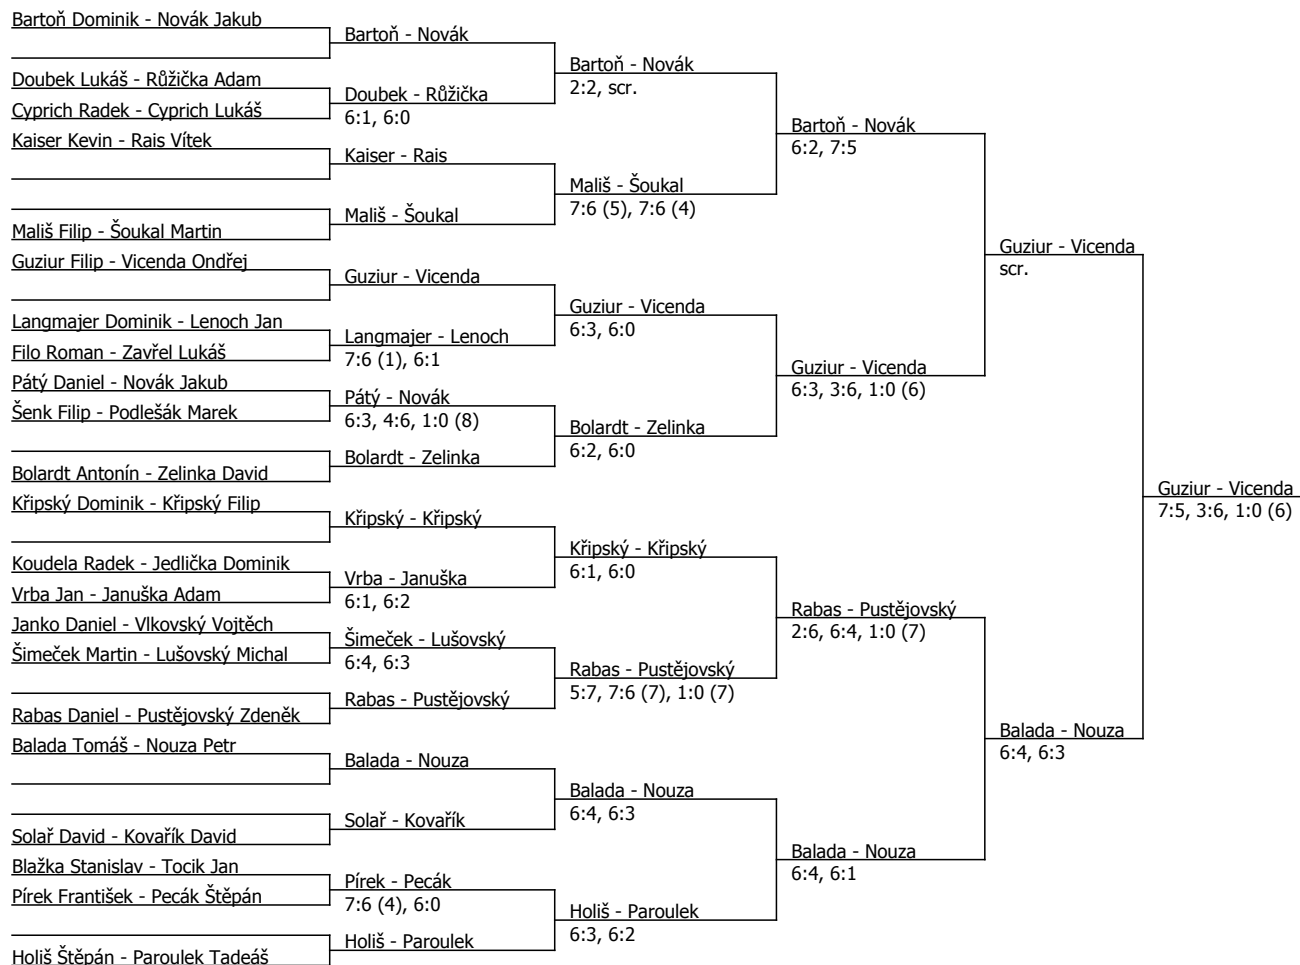 Bartoň Dominik - Novák Jakub
Doubek Lukáš - Růžička Adam
Cyprich Radek - Cyprich Lukáš
Kaiser Kevin - Rais Vítek
Mališ Filip - Šoukal Martin
Guziur Filip - Vicenda Ondřej
Langmajer Dominik - Lenoch Jan
Filo Roman - Zavřel Lukáš
Pátý Daniel - Novák Jakub
Šenk Filip - Podlešák Marek
Bolardt Antonín - Zelinka David
Křipský Dominik - Křipský Filip
Koudela Radek - Jedlička Dominik
Vrba Jan - Januška Adam
Janko Daniel - Vlkovský Vojtěch
Šimeček Martin - Lušovský Michal
Rabas Daniel - Pustějovský Zdeněk
Balada Tomáš - Nouza Petr
Solař David - Kovařík David
Blažka Stanislav - Tocik Jan
Pírek František - Pecák Štěpán
Holiš Štěpán - Paroulek Tadeáš
Bartoň - Novák
Doubek - Růžička
6:1, 6:0
Kaiser - Rais
Mališ - Šoukal
Guziur - Vicenda
Langmajer - Lenoch
7:6 (1), 6:1
Pátý - Novák
6:3, 4:6, 1:0 (8)
Bolardt - Zelinka
Křipský - Křipský
Vrba - Januška
6:1, 6:2
Šimeček - Lušovský
6:4, 6:3
Rabas - Pustějovský
Balada - Nouza
Solař - Kovařík
Pírek - Pecák
7:6 (4), 6:0
Holiš - Paroulek
Bartoň - Novák
2:2, scr.
Mališ - Šoukal
7:6 (5), 7:6 (4)
Guziur - Vicenda
6:3, 6:0
Bolardt - Zelinka
6:2, 6:0
Křipský - Křipský
6:1, 6:0
Rabas - Pustějovský
5:7, 7:6 (7), 1:0 (7)
Balada - Nouza
6:4, 6:3
Holiš - Paroulek
6:3, 6:2
Bartoň - Novák
6:2, 7:5
Guziur - Vicenda
6:3, 3:6, 1:0 (6)
Rabas - Pustějovský
2:6, 6:4, 1:0 (7)
Balada - Nouza
6:4, 6:1
Guziur - Vicenda
scr.
Balada - Nouza
6:4, 6:3
Guziur - Vicenda
7:5, 3:6, 1:0 (6)